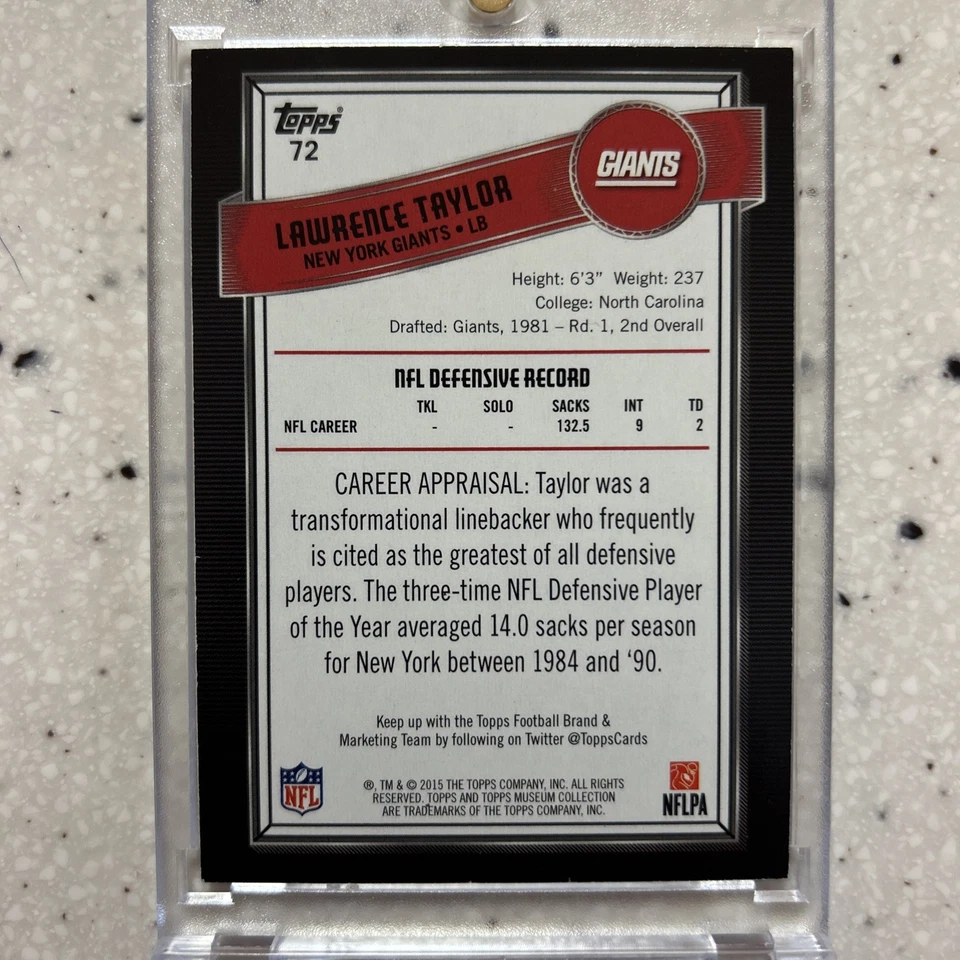 Topps®
72
GIANTS
LAWRENCE TAYLOR
NEW YORK GIANTS • LB
Height: 6'3" Weight: 237
College: North Carolina
Drafted: Giants, 1981 – Rd. 1, 2nd Overall
NFL DEFENSIVE RECORD
TKL SOLO SACKS INT TD
NFL CAREER - - 132.5 9 2
CAREER APPRAISAL: Taylor was a
transformational linebacker who frequently
is cited as the greatest of all defensive
players. The three-time NFL Defensive Player
of the Year averaged 14.0 sacks per season
for New York between 1984 and ‘90.
Keep up with the Topps Football Brand &
Marketing Team by following on Twitter @ToppsCards
NFL
®, TM & © 2015 THE TOPPS COMPANY, INC. ALL RIGHTS
RESERVED. TOPPS AND TOPPS MUSEUM COLLECTION
ARE TRADEMARKS OF THE TOPPS COMPANY, INC.
NFLPA